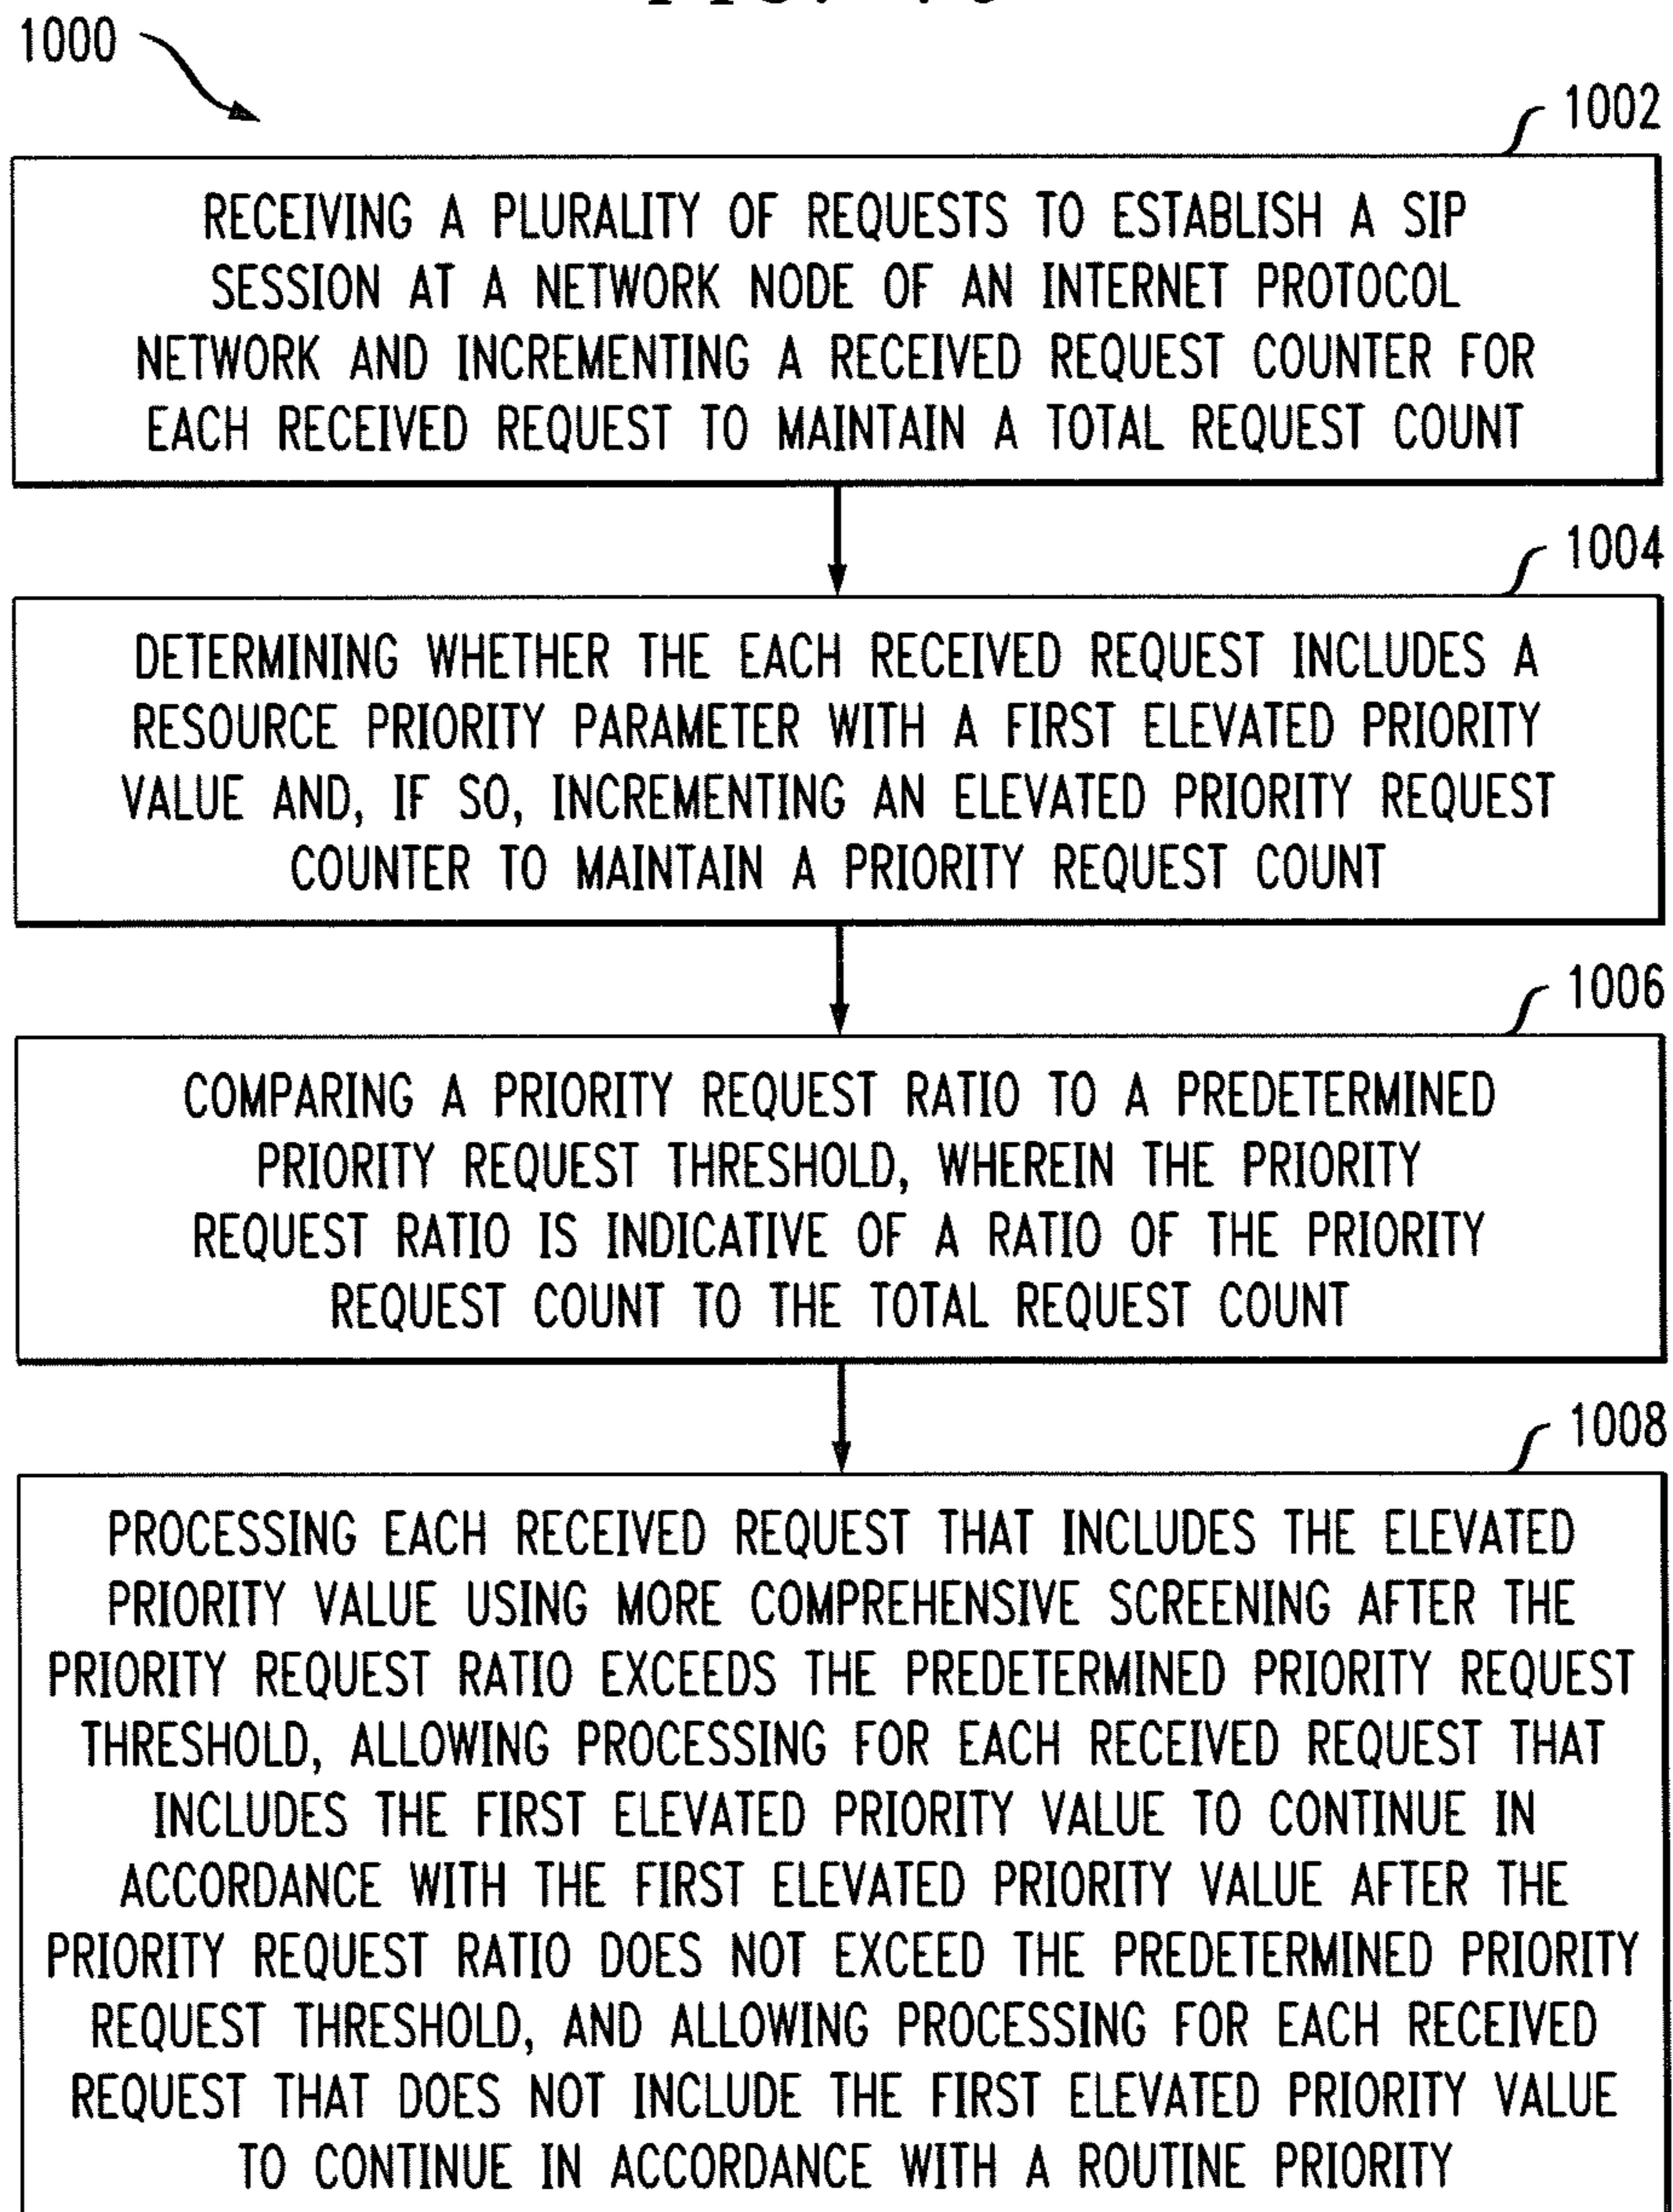 1000
1002
RECEIVING A PLURALITY OF REQUESTS TO ESTABLISH A SIP
SESSION AT A NETWORK NODE OF AN INTERNET PROTOCOL
NETWORK AND INCREMENTING A RECEIVED REQUEST COUNTER FOR
EACH RECEIVED REQUEST TO MAINTAIN A TOTAL REQUEST COUNT
1004
DETERMINING WHETHER THE EACH RECEIVED REQUEST INCLUDES A
RESOURCE PRIORITY PARAMETER WITH A FIRST ELEVATED PRIORITY
VALUE AND, IF SO, INCREMENTING AN ELEVATED PRIORITY REQUEST
COUNTER TO MAINTAIN A PRIORITY REQUEST COUNT
1006
COMPARING A PRIORITY REQUEST RATIO TO A PREDETERMINED
PRIORITY REQUEST THRESHOLD, WHEREIN THE PRIORITY
REQUEST RATIO IS INDICATIVE OF A RATIO OF THE PRIORITY
REQUEST COUNT TO THE TOTAL REQUEST COUNT
1008
PROCESSING EACH RECEIVED REQUEST THAT INCLUDES THE ELEVATED
PRIORITY VALUE USING MORE COMPREHENSIVE SCREENING AFTER THE
PRIORITY REQUEST RATIO EXCEEDS THE PREDETERMINED PRIORITY REQUEST
THRESHOLD, ALLOWING PROCESSING FOR EACH RECEIVED REQUEST THAT
INCLUDES THE FIRST ELEVATED PRIORITY VALUE TO CONTINUE IN
ACCORDANCE WITH THE FIRST ELEVATED PRIORITY VALUE AFTER THE
PRIORITY REQUEST RATIO DOES NOT EXCEED THE PREDETERMINED PRIORITY
REQUEST THRESHOLD, AND ALLOWING PROCESSING FOR EACH RECEIVED
REQUEST THAT DOES NOT INCLUDE THE FIRST ELEVATED PRIORITY VALUE
TO CONTINUE IN ACCORDANCE WITH A ROUTINE PRIORITY